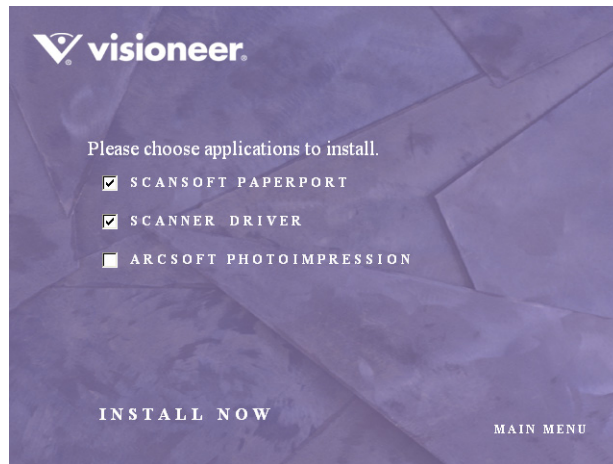 visioneer®
Please choose applications to install.
SCANSOFT PAPERPORT
SCANNER DRIVER
ARCSOFT PHOTOIMPRESSION
INSTALL NOW
MAIN MENU